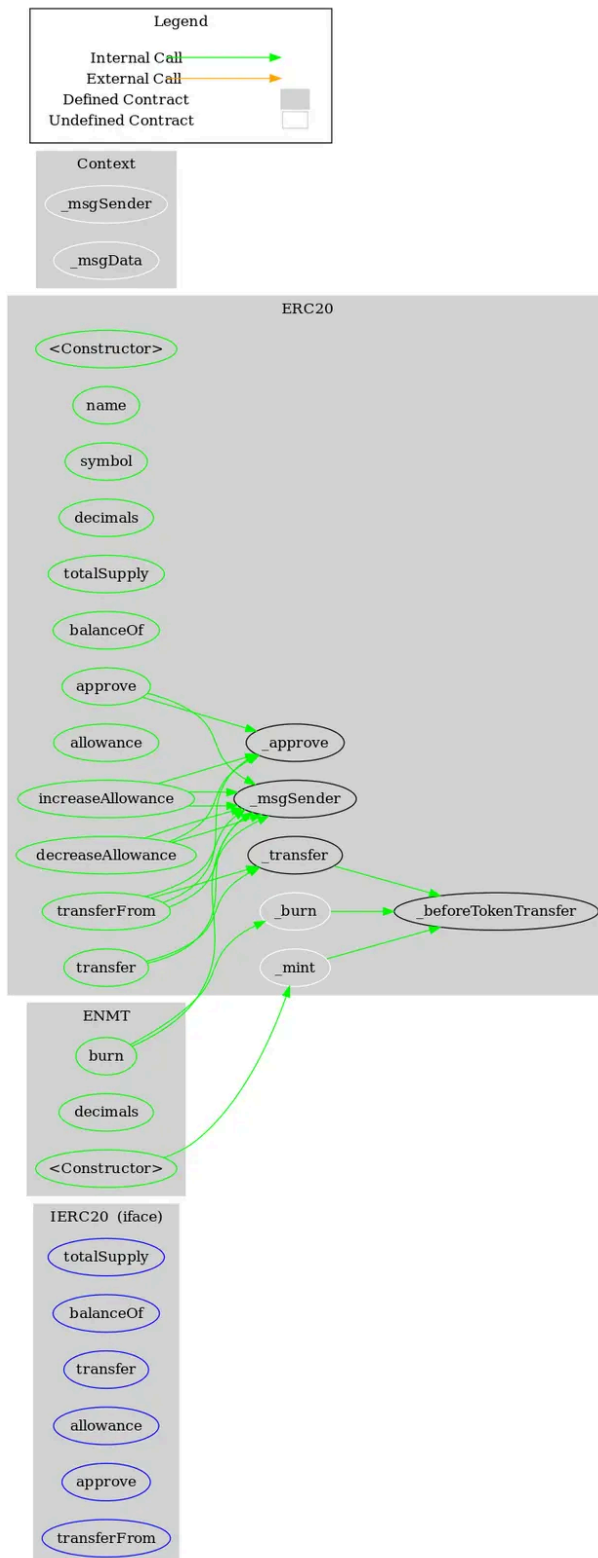 Legend
Internal Call
External Call
Defined Contract
Undefined Contract
Context
_msgSender
_msgData
ERC20
<Constructor>
name
symbol
decimals
totalSupply
balanceOf
approve
allowance
_approve
increaseAllowance
_msgSender
decreaseAllowance
_transfer
transferFrom
_burn
_beforeTokenTransfer
transfer
_mint
ENMT
burn
decimals
<Constructor>
IERC20 (iface)
totalSupply
balanceOf
transfer
allowance
approve
transferFrom